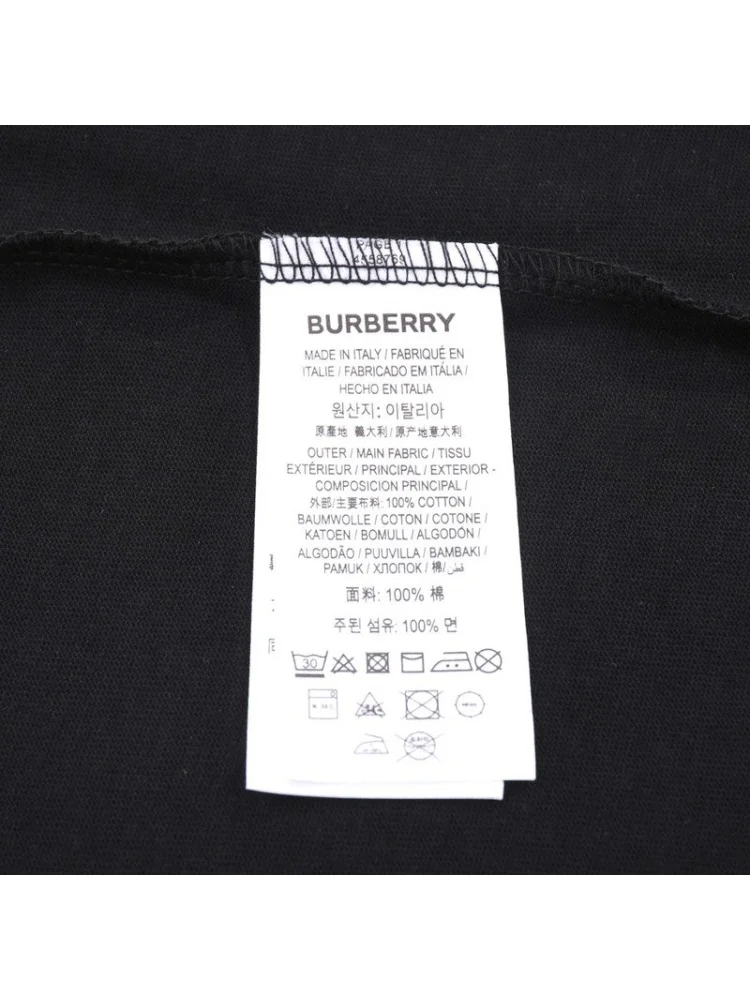 PAGE 1
BURBERRY
MADE IN ITALY / FABRIQUÉ EN
ITALIE / FABRICADO EM ITÁLIA /
HECHO EN ITALIA
원산지: 이탈리아
原產地 義大利 / 原产地意大利
OUTER / MAIN FABRIC / TISSU
EXTÉRIEUR / PRINCIPAL / EXTERIOR -
COMPOSICION PRINCIPAL /
外部/主要布料: 100% COTTON /
BAUMWOLLE / COTON / COTONE /
KATOEN / BOMULL / ALGODÓN /
ALGODÃO / PUUVILLA / BAMBAKI /
PAMUK / ХЛОПОК / 棉/ قطن
面料: 100% 棉
주된 섬유: 100% 면
30